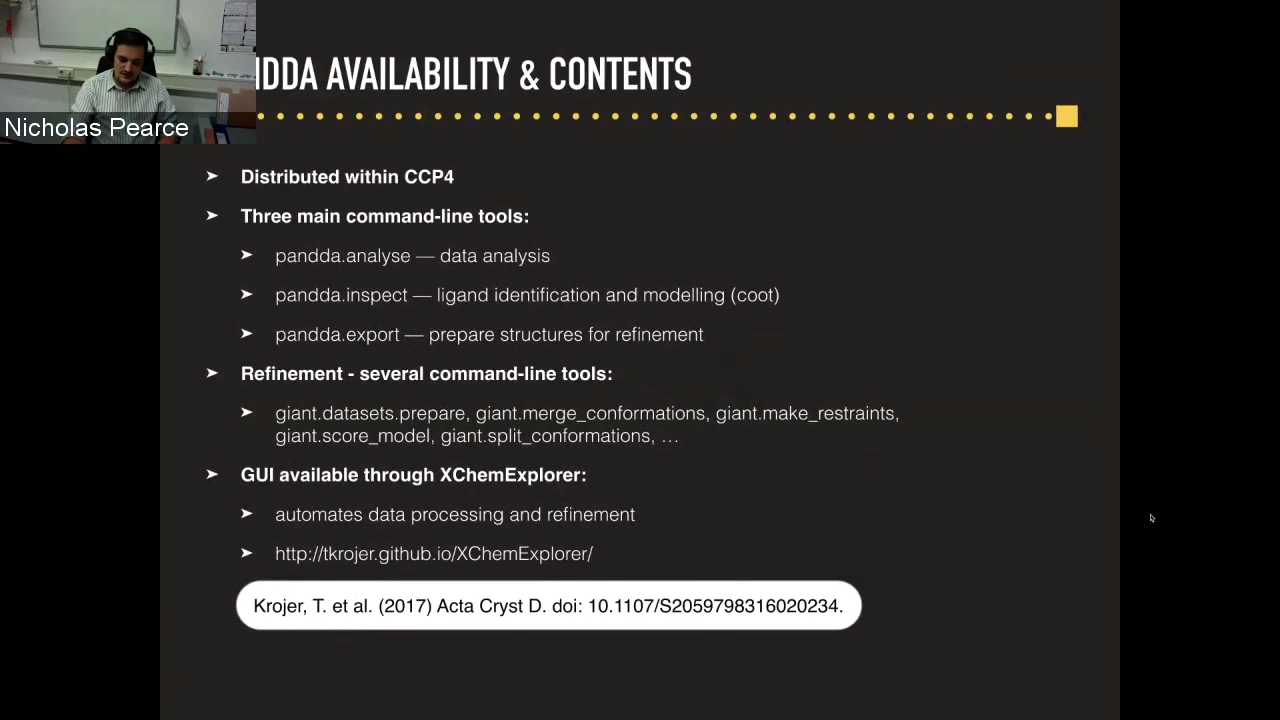 NDDA AVAILABILITY & CONTENTS
Nicholas Pearce
➤ Distributed within CCP4
➤ Three main command-line tools:
➤ pandda.analyse — data analysis
➤ pandda.inspect — ligand identification and modelling (coot)
➤ pandda.export — prepare structures for refinement
➤ Refinement - several command-line tools:
➤ giant.datasets.prepare, giant.merge_conformations, giant.make_restraints,
giant.score_model, giant.split_conformations, …
➤ GUI available through XChemExplorer:
➤ automates data processing and refinement
➤ http://tkrojer.github.io/XChemExplorer/
Krojer, T. et al. (2017) Acta Cryst D. doi: 10.1107/S2059798316020234.